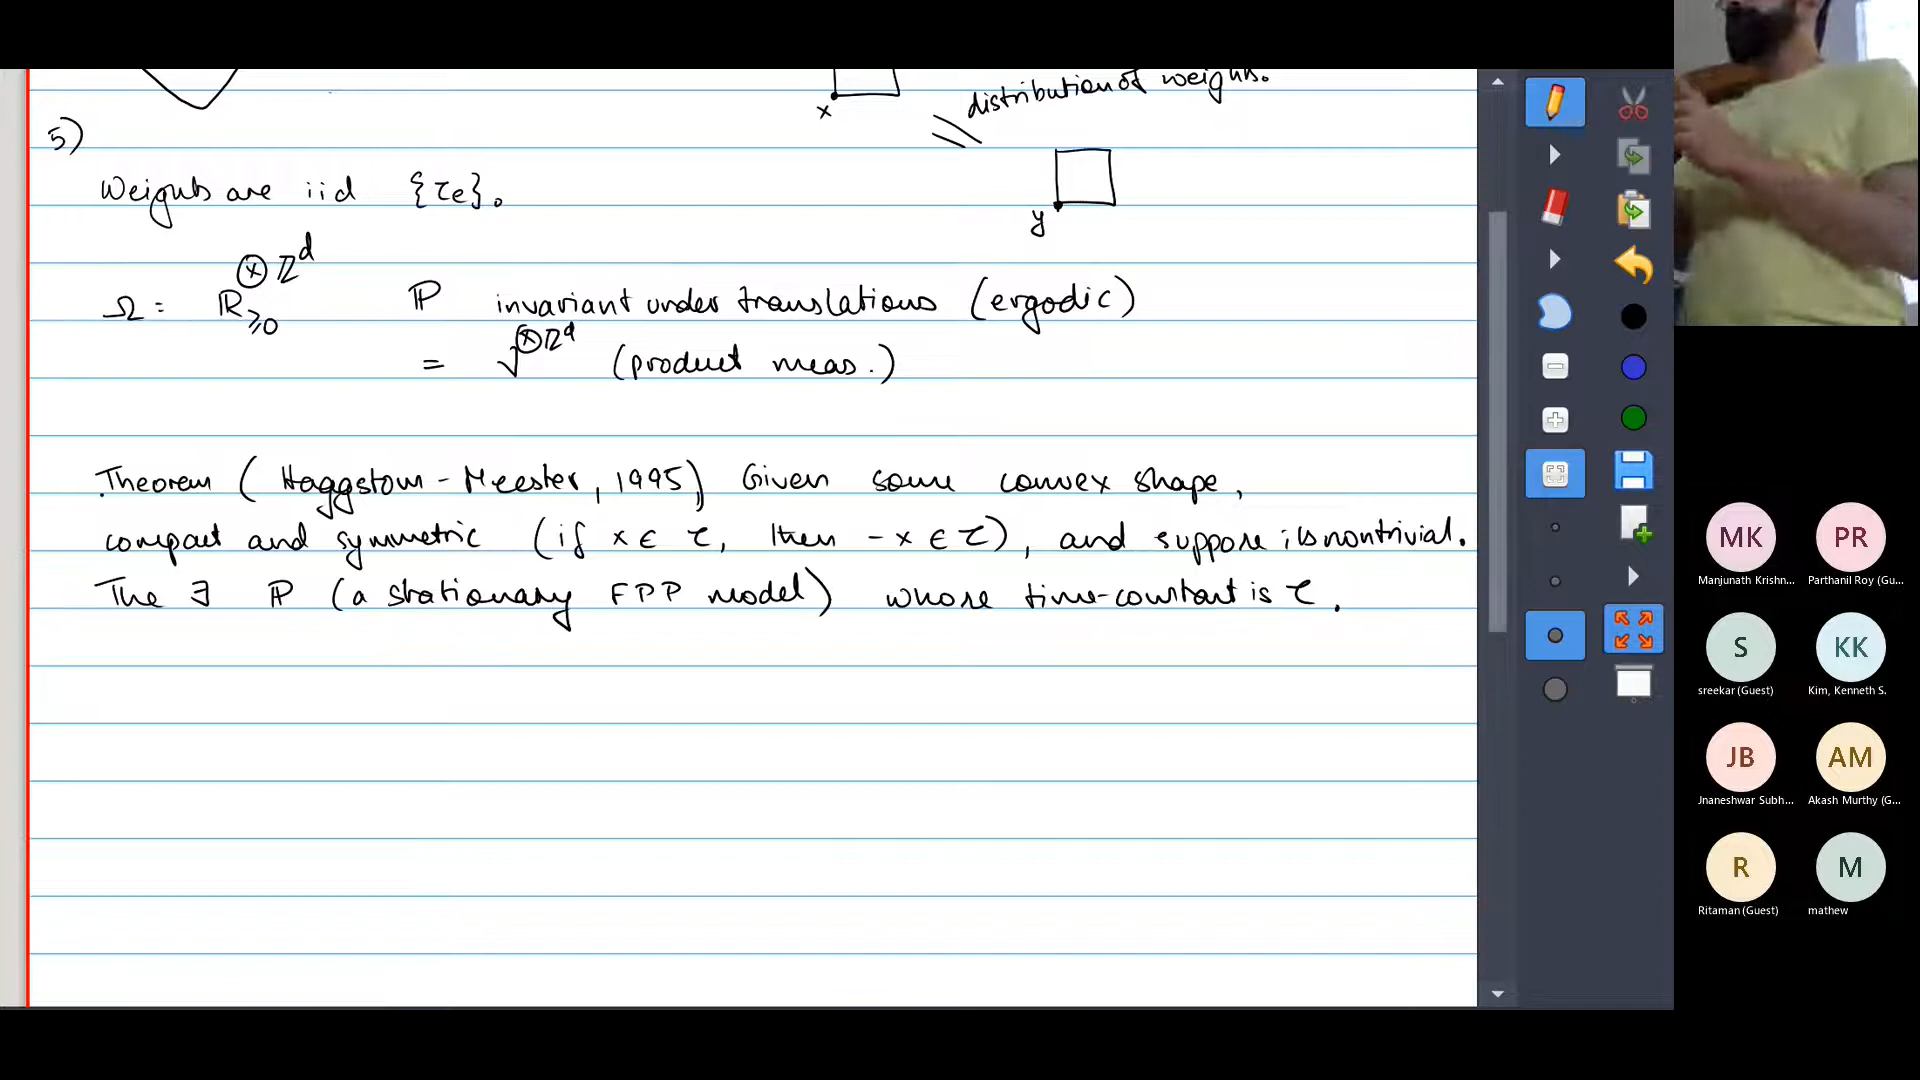 distribution of weights.
x
5)
Weights are iid {τe}.
y
Ω = ℝ≥0 ⊗ℤᵈ ℙ invariant under translations (ergodic)
= ν⊗ℤᵈ (product meas.)
Theorem (Haggstom - Meester, 1995) Given some convex shape,
compact and symmetric (if x ∈ τ, then -x ∈ τ), and suppose its nontrivial.
The ∃ ℙ (a stationary FPP model) whose time-constant is τ.
MK
PR
Manjunath Krishn...
Parthanil Roy (Gu...
S
KK
sreekar (Guest)
Kim, Kenneth S.
JB
AM
Jnaneshwar Subh...
Akash Murthy (G...
R
M
Ritaman (Guest)
mathew